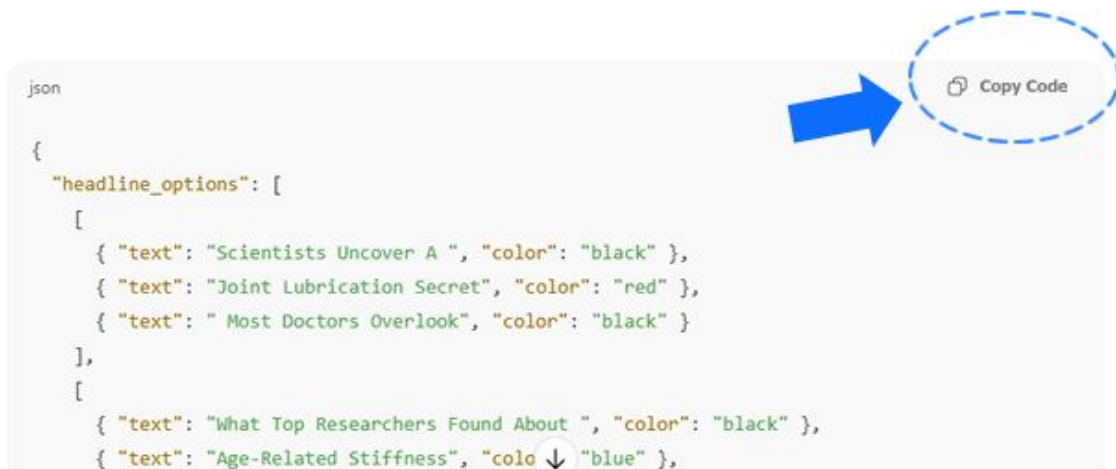 json
Copy Code
{
"headline_options": [
[
{ "text": "Scientists Uncover A ", "color": "black" },
{ "text": "Joint Lubrication Secret", "color": "red" },
{ "text": " Most Doctors Overlook", "color": "black" }
],
[
{ "text": "What Top Researchers Found About ", "color": "black" },
{ "text": "Age-Related Stiffness", "colo "blue" },